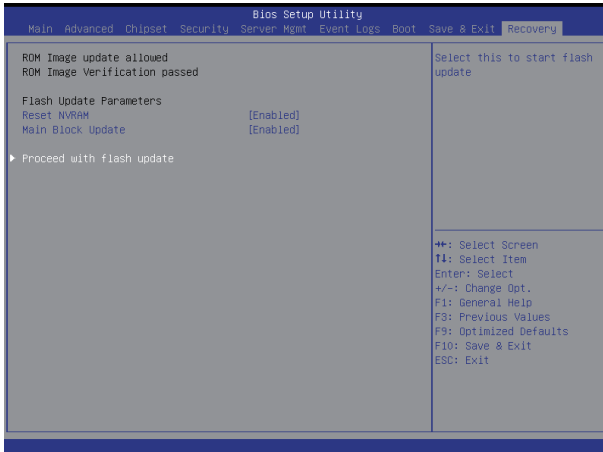 Bios Setup Utility
Main Advanced Chipset Security Server Mgmt Event Logs Boot Save & Exit Recovery
ROM Image update allowed
ROM Image Verification passed
Flash Update Parameters
Reset NVRAM [Enabled]
Main Block Update [Enabled]
▶ Proceed with flash update
Select this to start flash
update
→←: Select Screen
↑↓: Select Item
Enter: Select
+/-: Change Opt.
F1: General Help
F3: Previous Values
F9: Optimized Defaults
F10: Save & Exit
ESC: Exit